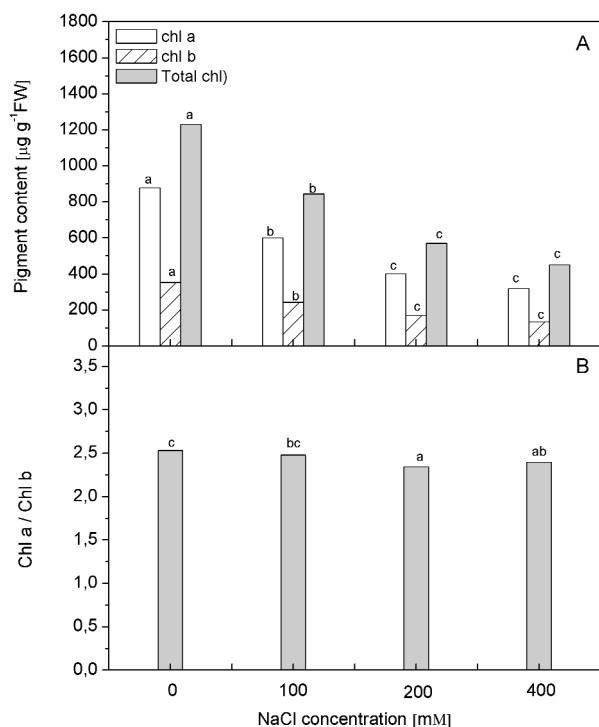 1800
1600
1400
1200
1000
800
600
400
200
0
Pigment content [µg g⁻¹FW]
chl a
chl b
Total chl)
A
a
a
a
b
b
b
c
c
c
c
c
c
3,5
3,0
2,5
2,0
1,5
1,0
0,5
0,0
Chl a / Chl b
B
c
bc
a
ab
0 100 200 400
NaCl concentration [mM]